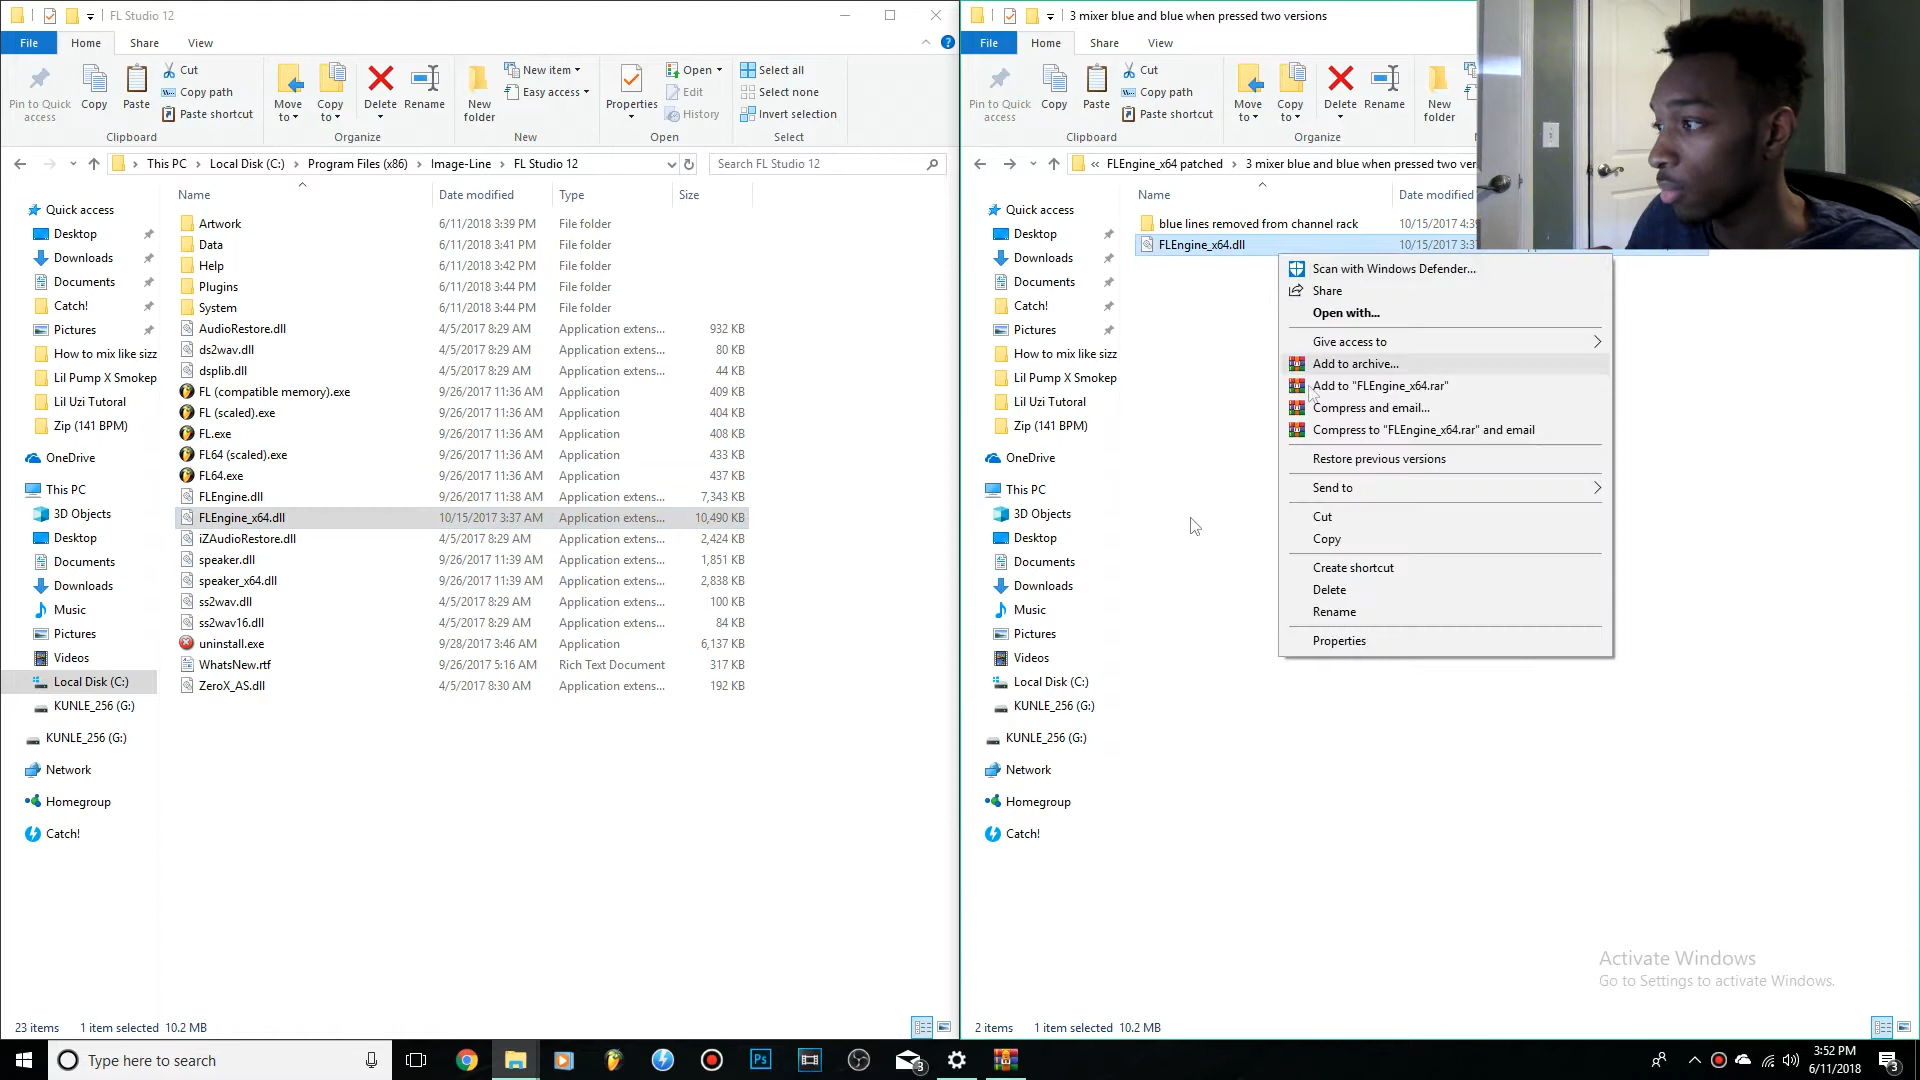 FL Studio 12
File
Home
Share
View
Pin to Quick access
Copy
Paste
Cut
Copy path
Paste shortcut
Clipboard
Move to
Copy to
Delete
Rename
Organize
New folder
New item
Easy access
New
Properties
Open
Edit
History
Open
Select all
Select none
Invert selection
Select
This PC > Local Disk (C:) > Program Files (x86) > Image-Line > FL Studio 12
Search FL Studio 12
Name Date modified Type Size
Quick access
Desktop
Downloads
Documents
Catch!
Pictures
How to mix like sizz
Lil Pump X Smokep
Lil Uzi Tutoral
Zip (141 BPM)
OneDrive
This PC
3D Objects
Desktop
Documents
Downloads
Music
Pictures
Videos
Local Disk (C:)
KUNLE_256 (G:)
KUNLE_256 (G:)
Network
Homegroup
Catch!
Artwork 6/11/2018 3:39 PM File folder
Data 6/11/2018 3:41 PM File folder
Help 6/11/2018 3:42 PM File folder
Plugins 6/11/2018 3:44 PM File folder
System 6/11/2018 3:44 PM File folder
AudioRestore.dll 4/5/2017 8:29 AM Application extens... 932 KB
ds2wav.dll 4/5/2017 8:29 AM Application extens... 80 KB
dsplib.dll 4/5/2017 8:29 AM Application extens... 44 KB
FL (compatible memory).exe 9/26/2017 11:36 AM Application 409 KB
FL (scaled).exe 9/26/2017 11:36 AM Application 404 KB
FL.exe 9/26/2017 11:36 AM Application 408 KB
FL64 (scaled).exe 9/26/2017 11:36 AM Application 433 KB
FL64.exe 9/26/2017 11:36 AM Application 437 KB
FLEngine.dll 9/26/2017 11:38 AM Application extens... 7,343 KB
FLEngine_x64.dll 10/15/2017 3:37 AM Application extens... 10,490 KB
iZAudioRestore.dll 4/5/2017 8:29 AM Application extens... 2,424 KB
speaker.dll 9/26/2017 11:39 AM Application extens... 1,851 KB
speaker_x64.dll 9/26/2017 11:39 AM Application extens... 2,838 KB
ss2wav.dll 4/5/2017 8:29 AM Application extens... 100 KB
ss2wav16.dll 4/5/2017 8:29 AM Application extens... 84 KB
uninstall.exe 9/28/2017 3:46 AM Application 6,137 KB
WhatsNew.rtf 9/26/2017 5:16 AM Rich Text Document 317 KB
ZeroX_AS.dll 4/5/2017 8:30 AM Application extens... 192 KB
23 items 1 item selected 10.2 MB
3 mixer blue and blue when pressed two versions
File
Home
Share
View
Pin to Quick access
Copy
Paste
Cut
Copy path
Paste shortcut
Clipboard
Move to
Copy to
Delete
Rename
Organize
New folder
« FLEngine_x64 patched > 3 mixer blue and blue when pressed two ver
Name Date modified
Quick access
Desktop
Downloads
Documents
Catch!
Pictures
How to mix like sizz
Lil Pump X Smokep
Lil Uzi Tutoral
Zip (141 BPM)
OneDrive
This PC
3D Objects
Desktop
Documents
Downloads
Music
Pictures
Videos
Local Disk (C:)
KUNLE_256 (G:)
KUNLE_256 (G:)
Network
Homegroup
Catch!
blue lines removed from channel rack 10/15/2017 4:39
FLEngine_x64.dll 10/15/2017 3:37
Scan with Windows Defender...
Share
Open with...
Give access to
Add to archive...
Add to "FLEngine_x64.rar"
Compress and email...
Compress to "FLEngine_x64.rar" and email
Restore previous versions
Send to
Cut
Copy
Create shortcut
Delete
Rename
Properties
Activate Windows
Go to Settings to activate Windows.
2 items 1 item selected 10.2 MB
Type here to search
Ps
3
3:52 PM
6/11/2018
3